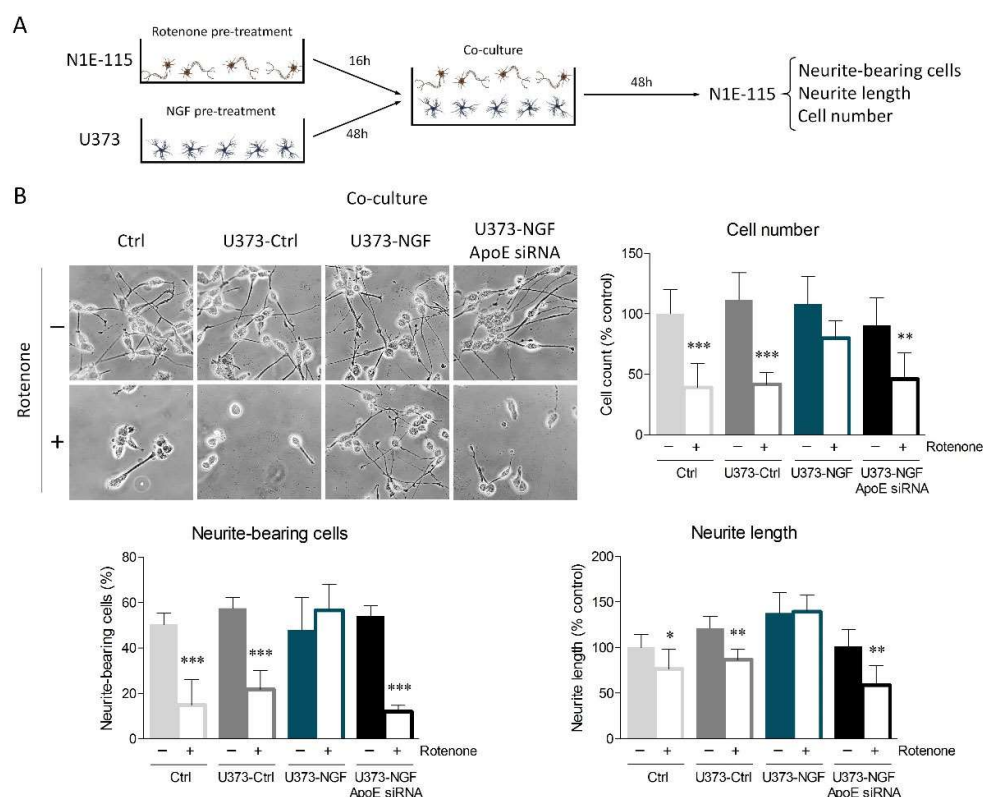 A
Rotenone pre-treatment
N1E-115
16h
Co-culture
NGF pre-treatment
U373
48h
48h
N1E-115
Neurite-bearing cells
Neurite length
Cell number
B
Co-culture
Ctrl
U373-Ctrl
U373-NGF
U373-NGF
ApoE siRNA
Rotenone
−
+
Cell number
Cell count (% control)
150
100
50
0
***
***
**
− + − + − + − + Rotenone
Ctrl U373-Ctrl U373-NGF U373-NGF
ApoE siRNA
Neurite-bearing cells
Neurite-bearing cells (%)
80
60
40
20
0
***
***
***
− + − + − + − + Rotenone
Ctrl U373-Ctrl U373-NGF U373-NGF
ApoE siRNA
Neurite length
Neurite length (% control)
200
150
100
50
0
*
**
**
− + − + − + − + Rotenone
Ctrl U373-Ctrl U373-NGF U373-NGF
ApoE siRNA